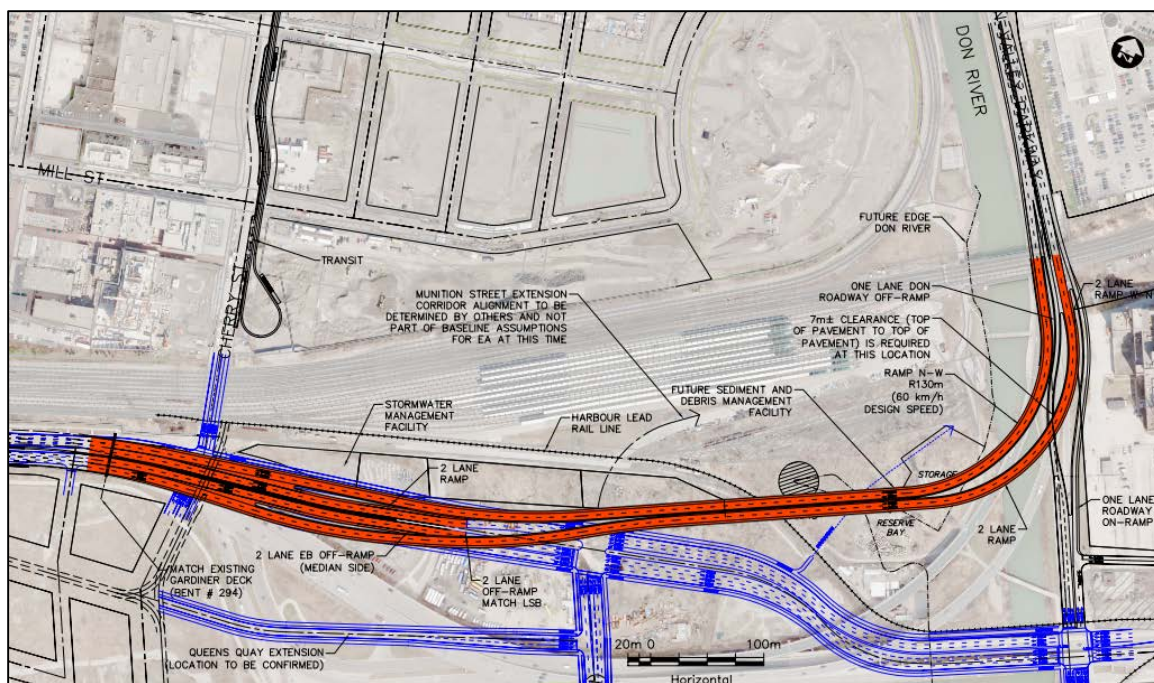 DON RIVER
MILL ST
CHERRY ST
TRANSIT
FUTURE EDGE
DON RIVER
MUNITION STREET EXTENSION
CORRIDOR ALIGNMENT TO BE
DETERMINED BY OTHERS AND NOT
PART OF BASELINE ASSUMPTIONS
FOR EA AT THIS TIME
ONE LANE DON
ROADWAY OFF-RAMP
2 LANE
RAMP W-N
7m± CLEARANCE (TOP
OF PAVEMENT TO TOP OF
PAVEMENT) IS REQUIRED
AT THIS LOCATION
RAMP N-W
R130m
(60 km/h
DESIGN SPEED)
FUTURE SEDIMENT AND
DEBRIS MANAGEMENT
FACILITY
STORMWATER
MANAGEMENT
FACILITY
HARBOUR LEAD
RAIL LINE
2 LANE
RAMP
STORAGE
RESERVE
BAY
2 LANE
RAMP
ONE LANE
ROADWAY
ON-RAMP
2 LANE EB OFF-RAMP
(MEDIAN SIDE)
MATCH EXISTING
GARDINER DECK
(BENT # 294)
2 LANE
OFF-RAMP
MATCH LSB
QUEENS QUAY EXTENSION
(LOCATION TO BE CONFIRMED)
20m 0 100m
Horizontal